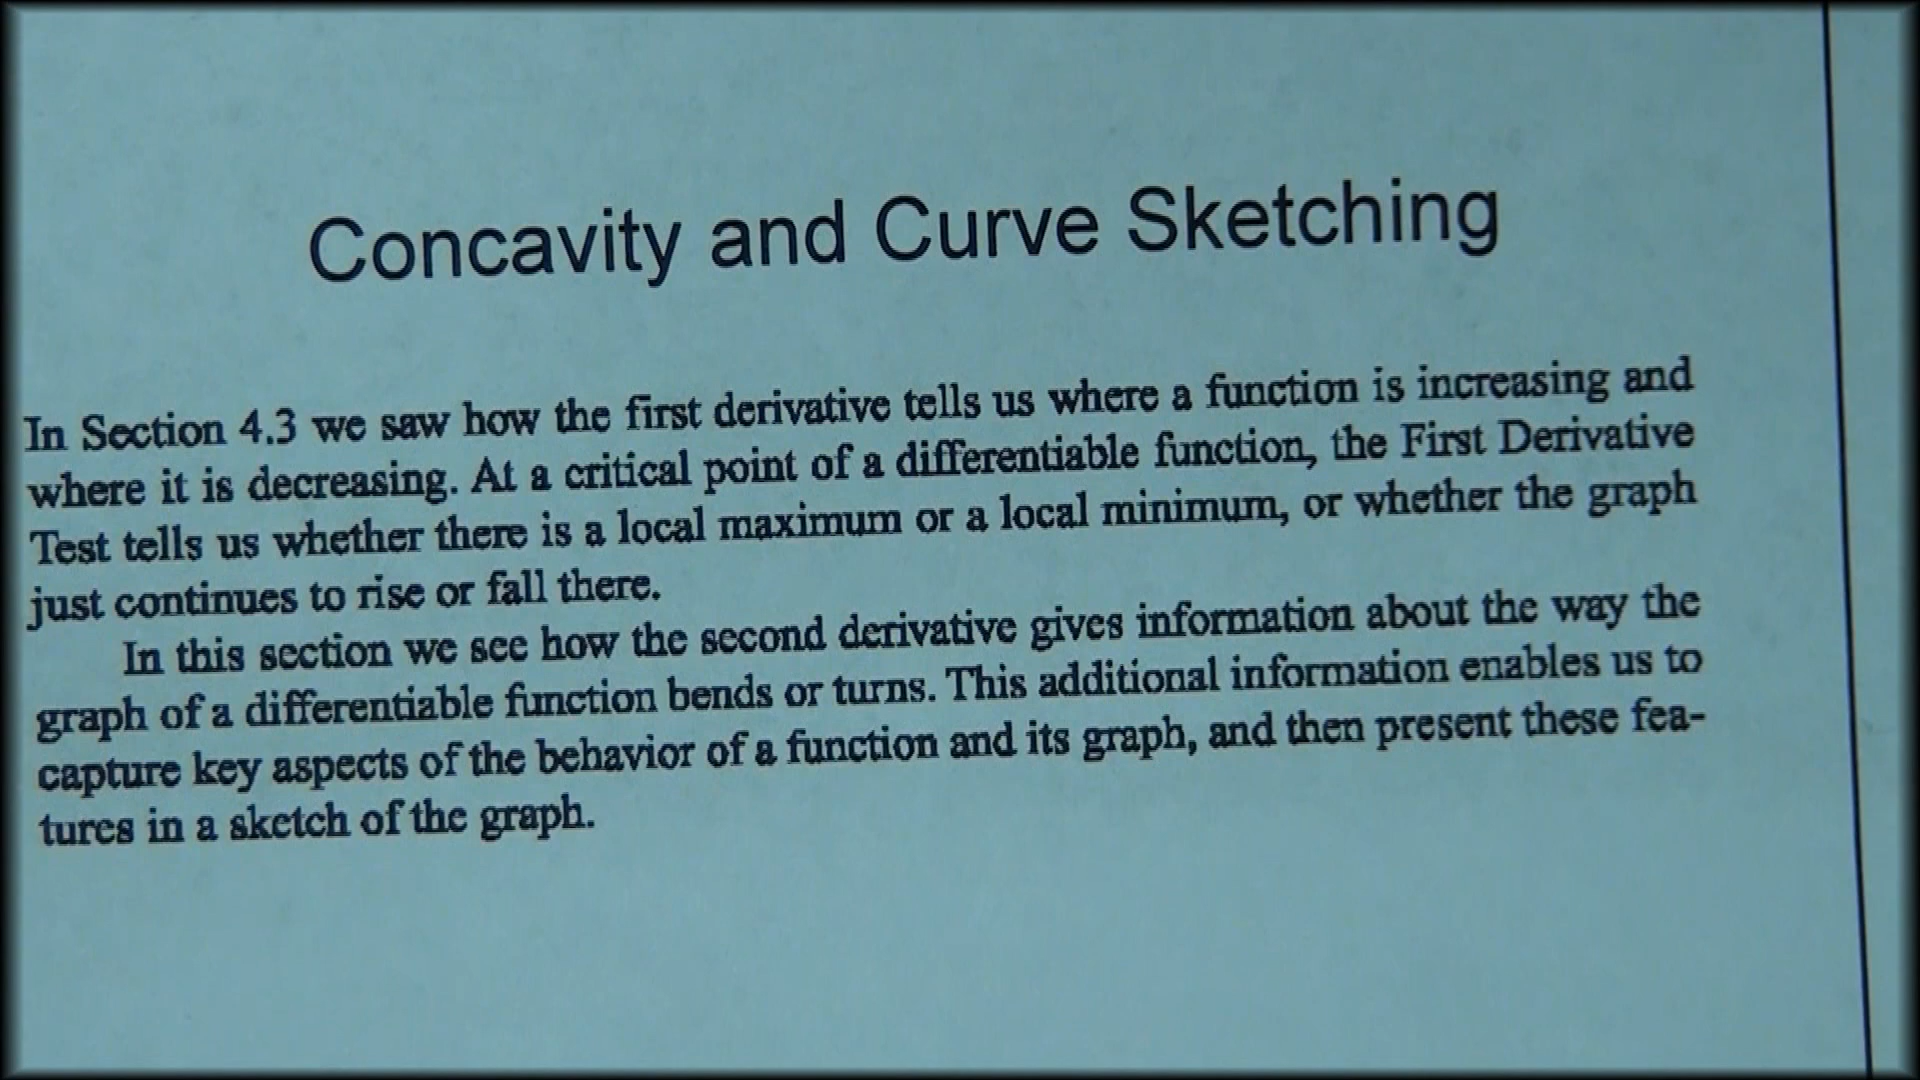 Concavity and Curve Sketching
In Section 4.3 we saw how the first derivative tells us where a function is increasing and
where it is decreasing. At a critical point of a differentiable function, the First Derivative
Test tells us whether there is a local maximum or a local minimum, or whether the graph
just continues to rise or fall there.
In this section we see how the second derivative gives information about the way the
graph of a differentiable function bends or turns. This additional information enables us to
capture key aspects of the behavior of a function and its graph, and then present these fea-
tures in a sketch of the graph.